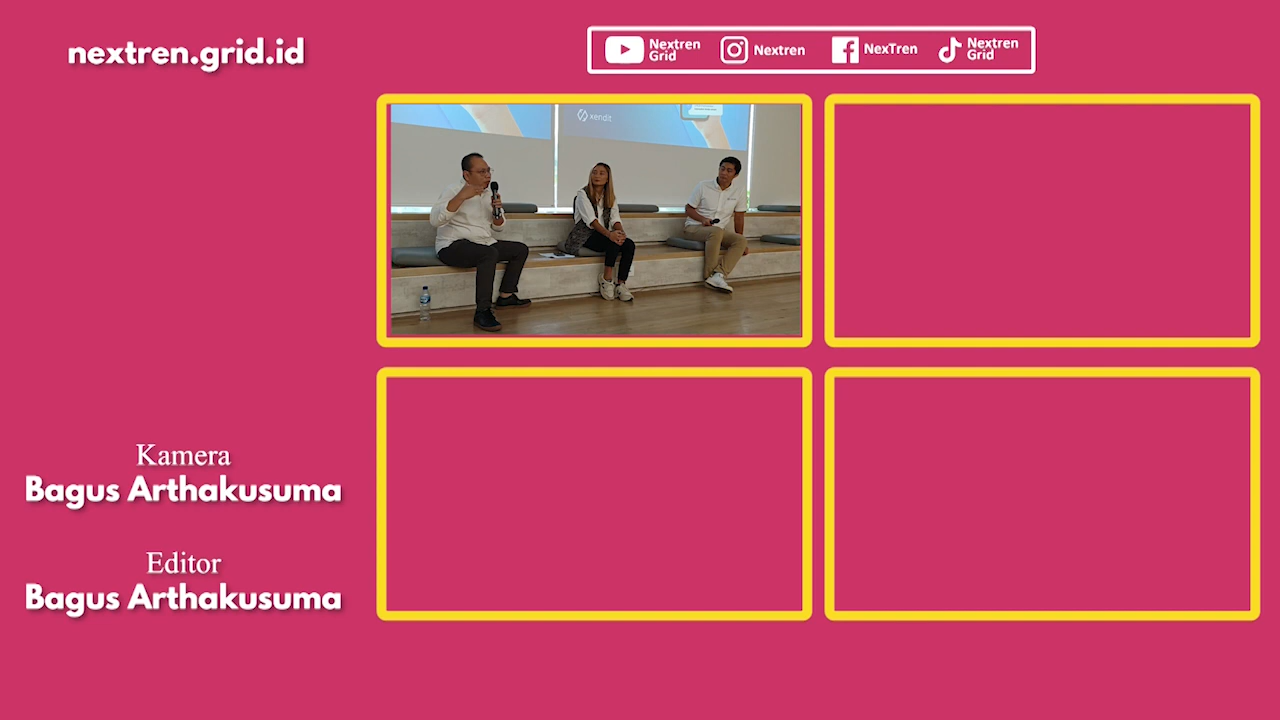 nextren.grid.id
Nextren
Grid
Nextren
NexTren
Nextren
Grid
xendit
Kamera
Bagus Arthakusuma
Editor
Bagus Arthakusuma